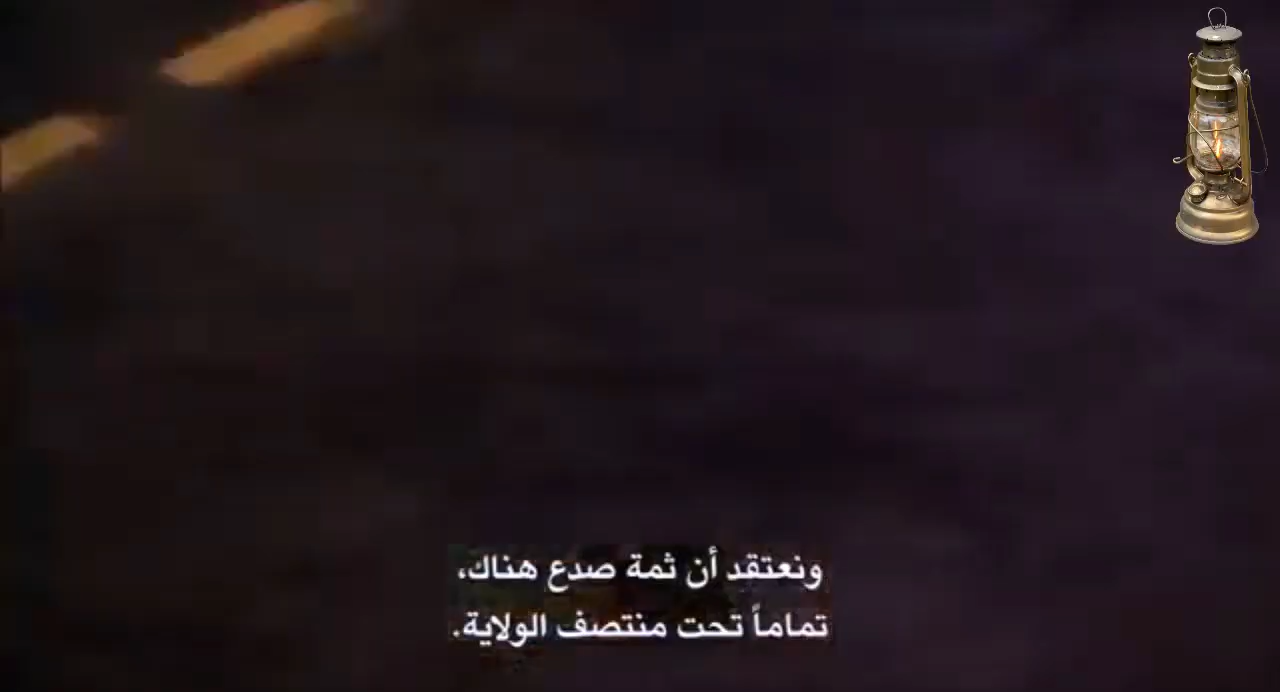 ونعتقد أن ثمة صدع هناك،
تماماً تحت منتصف الولاية.